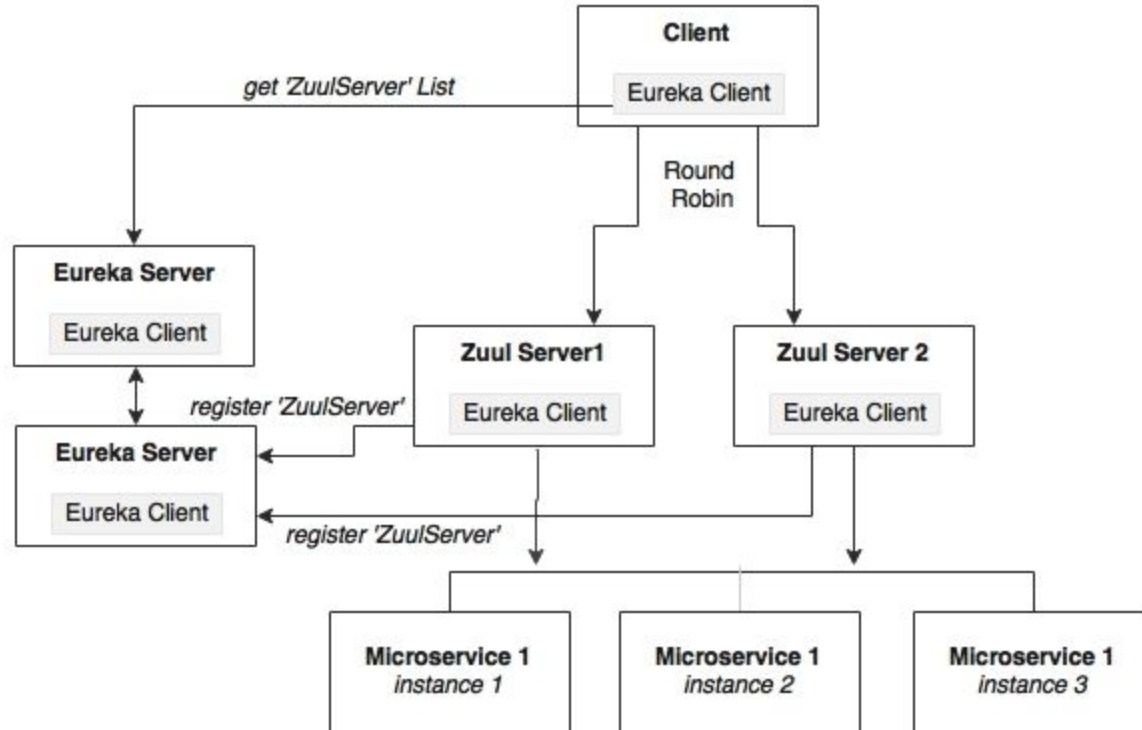 Client
Eureka Client
get 'ZuulServer' List
Round
Robin
Eureka Server
Eureka Client
Zuul Server1
Eureka Client
Zuul Server 2
Eureka Client
register 'ZuulServer'
Eureka Server
Eureka Client
register 'ZuulServer'
Microservice 1
instance 1
Microservice 1
instance 2
Microservice 1
instance 3